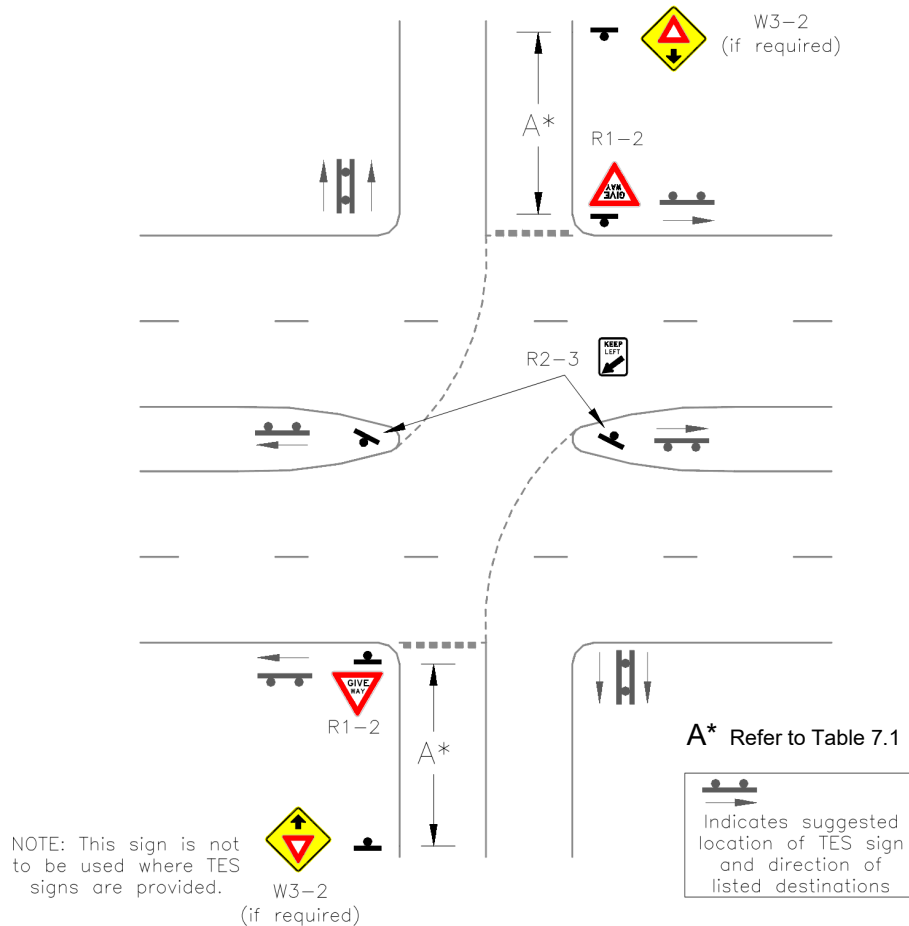 W3-2
(if required)
A*
R1-2
GIVE
WAY
R2-3
KEEP
LEFT
GIVE
WAY
R1-2
A*
A* Refer to Table 7.1
Indicates suggested
location of TES sign
and direction of
listed destinations
NOTE: This sign is not
to be used where TES
signs are provided.
W3-2
(if required)